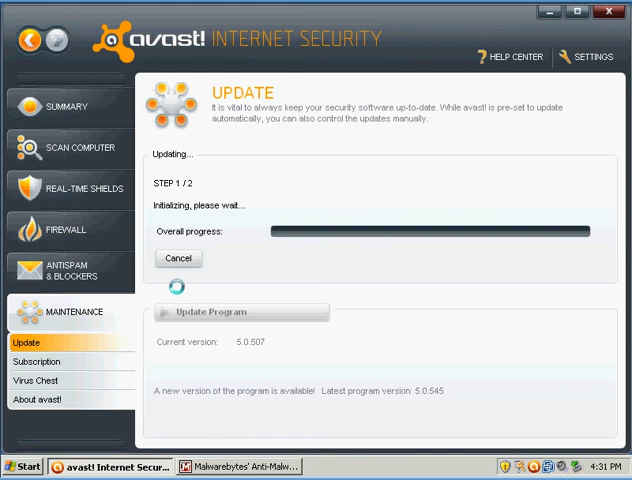 avast! INTERNET SECURITY
HELP CENTER
SETTINGS
SUMMARY
SCAN COMPUTER
REAL-TIME SHIELDS
FIREWALL
ANTISPAM
& BLOCKERS
MAINTENANCE
Update
Subscription
Virus Chest
About avast!
UPDATE
It is vital to always keep your security software up-to-date. While avast! is pre-set to update
automatically, you can also control the updates manually.
Updating...
STEP 1 / 2
Initializing, please wait...
Overall progress:
Cancel
Update Program
Current version: 5.0.507
A new version of the program is available! Latest program version: 5.0.545
Start
avast! Internet Secur...
Malwarebytes' Anti-Malw...
4:31 PM